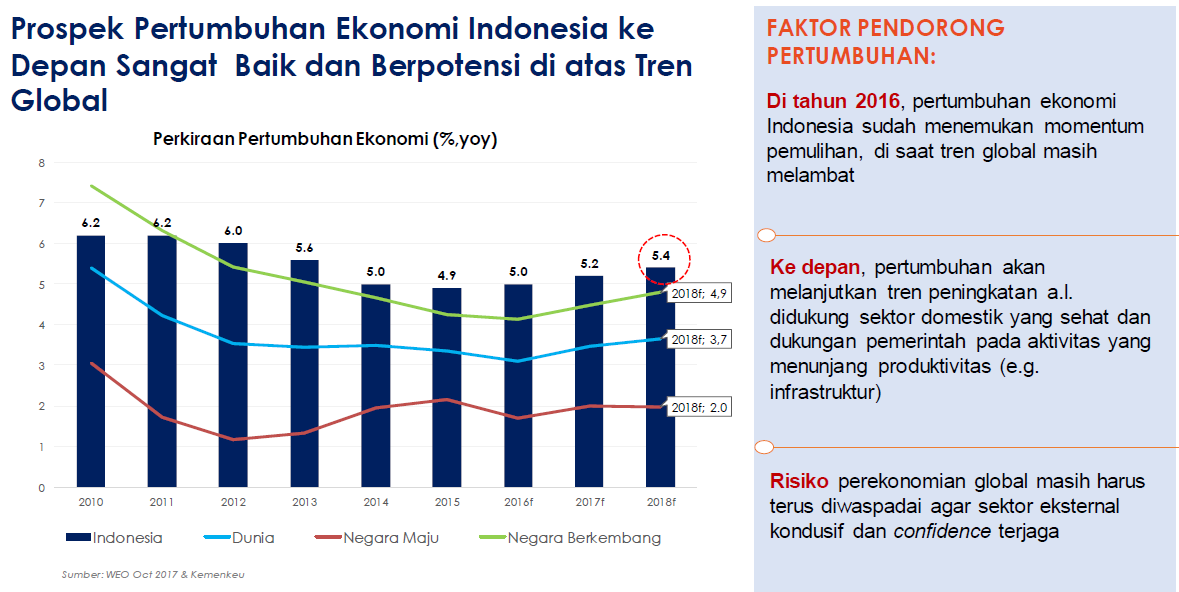 Prospek Pertumbuhan Ekonomi Indonesia ke
Depan Sangat Baik dan Berpotensi di atas Tren
Global
Perkiraan Pertumbuhan Ekonomi (%,yoy)
8
7
6
5
4
3
2
1
0
6.2
6.2
6.0
5.6
5.0
4.9
5.0
5.2
5.4
2018f; 4,9
2018f; 3,7
2018f; 2.0
2010
2011
2012
2013
2014
2015
2016f
2017f
2018f
Indonesia
Dunia
Negara Maju
Negara Berkembang
Sumber: WEO Oct 2017 & Kemenkeu
FAKTOR PENDORONG
PERTUMBUHAN:
Di tahun 2016, pertumbuhan ekonomi
Indonesia sudah menemukan momentum
pemulihan, di saat tren global masih
melambat
Ke depan, pertumbuhan akan
melanjutkan tren peningkatan a.l.
didukung sektor domestik yang sehat dan
dukungan pemerintah pada aktivitas yang
menunjang produktivitas (e.g.
infrastruktur)
Risiko perekonomian global masih harus
terus diwaspadai agar sektor eksternal
kondusif dan confidence terjaga